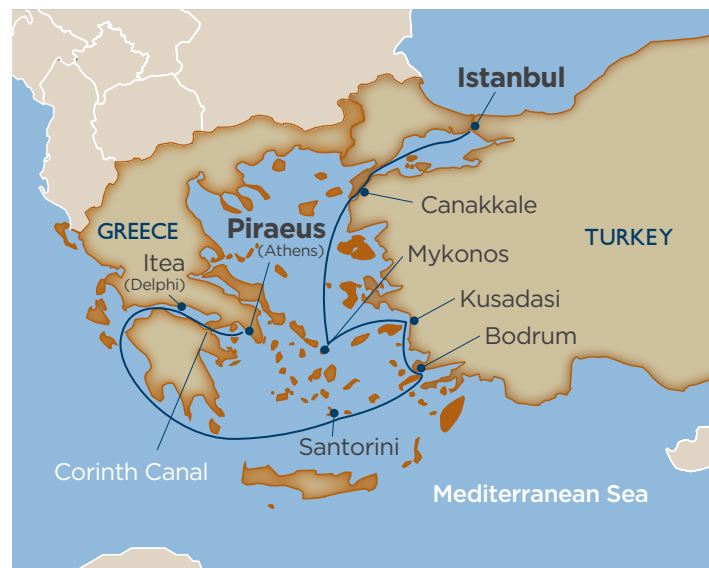 Istanbul
Canakkale
GREECE
Piraeus
(Athens)
TURKEY
Mykonos
Itea
(Delphi)
Kusadasi
Bodrum
Santorini
Corinth Canal
Mediterranean Sea